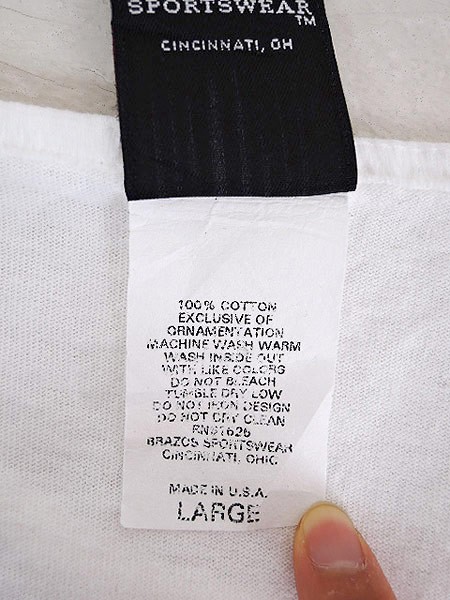 SPORTSWEAR
TM
CINCINNATI, OH
100% COTTON
EXCLUSIVE OF
ORNAMENTATION
MACHINE WASH WARM
WASH INSIDE OUT
WITH LIKE COLORS
DO NOT BLEACH
TUMBLE DRY LOW
DO NOT IRON DESIGN
DO NOT DRY CLEAN
RN91626
BRAZOS SPORTSWEAR
CINCINNATI, OHIO
MADE IN U.S.A.
LARGE